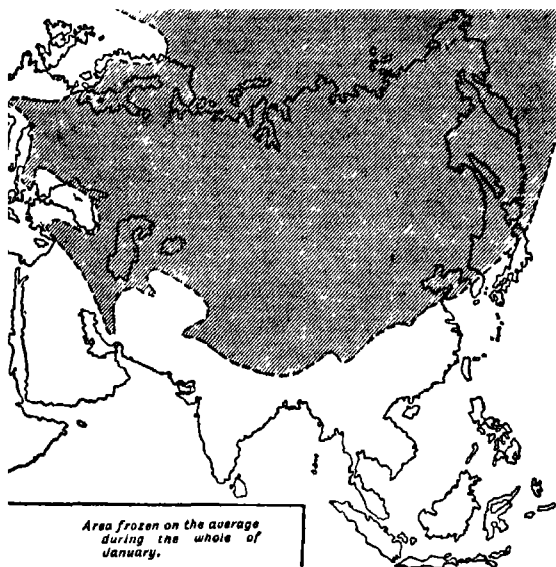 Area frozen on the average
during the whole of
January.